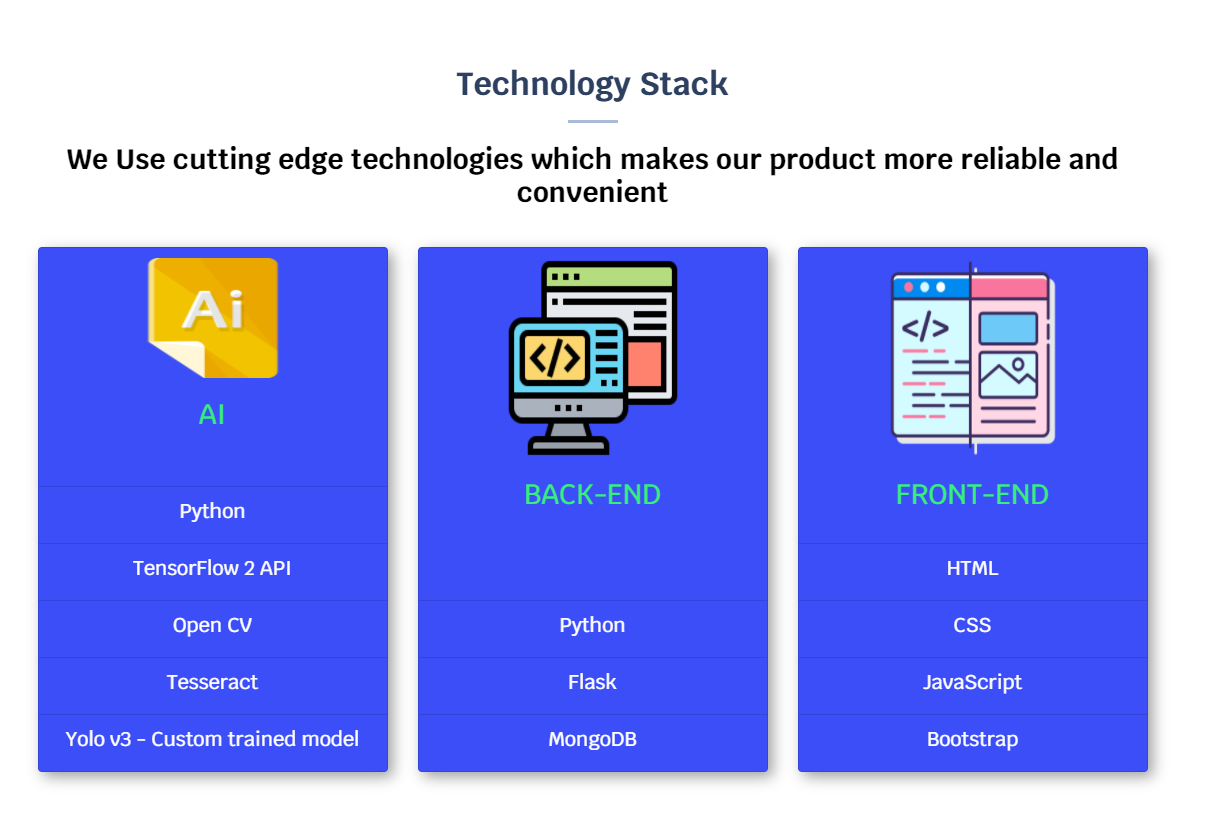 Technology Stack
We Use cutting edge technologies which makes our product more reliable and
convenient
Ai
AI
Python
TensorFlow 2 API
Open CV
Tesseract
Yolo v3 - Custom trained model
</>
BACK-END
Python
Flask
MongoDB
</>
FRONT-END
HTML
CSS
JavaScript
Bootstrap